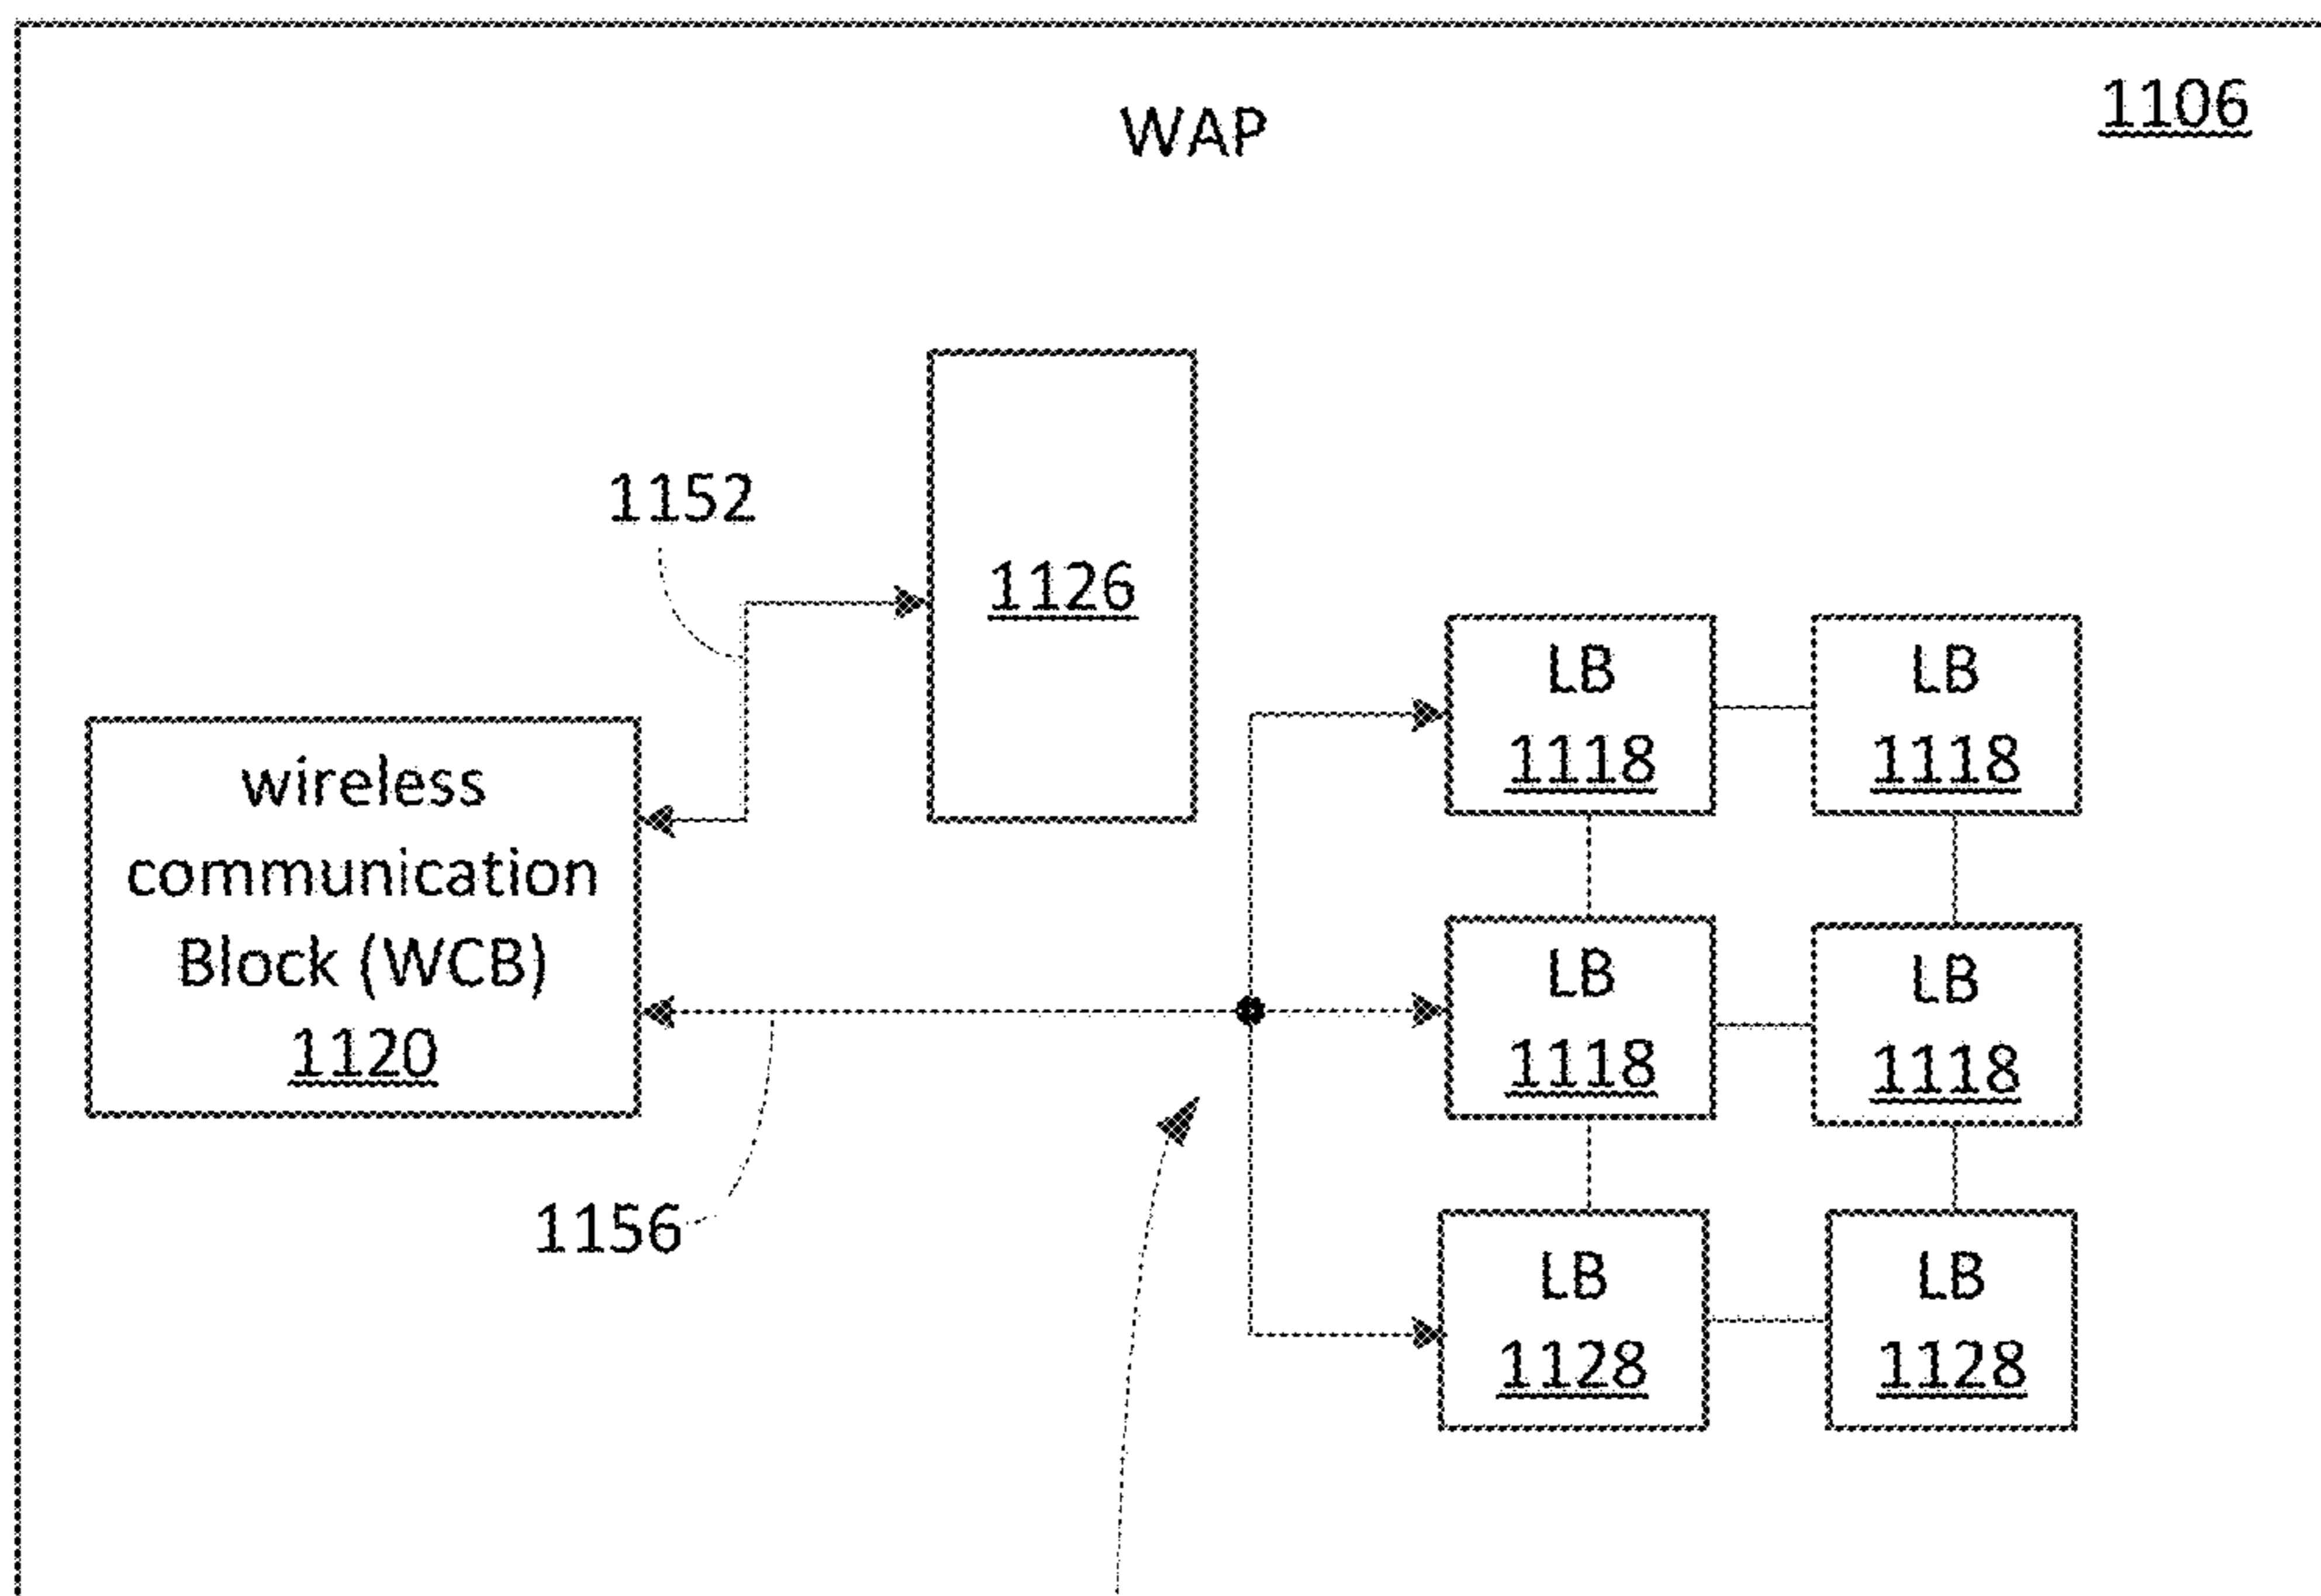 1106
WAP
1152
1126
LB
1118
LB
1118
wireless
communication
Block (WCB)
1120
LB
1118
LB
1118
1156
LB
1128
LB
1128